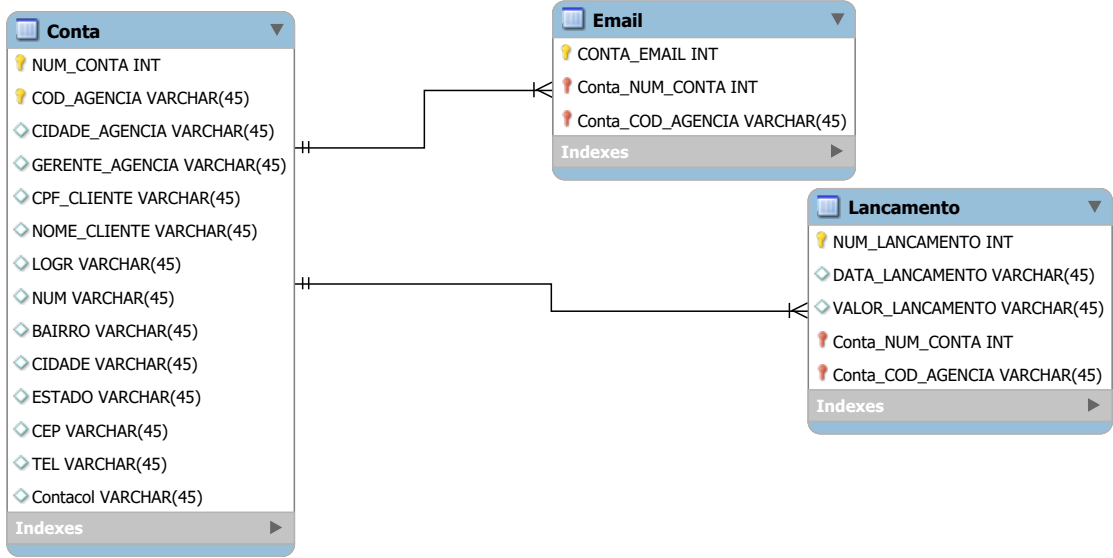 Conta
NUM_CONTA INT
COD_AGENCIA VARCHAR(45)
CIDADE_AGENCIA VARCHAR(45)
GERENTE_AGENCIA VARCHAR(45)
CPF_CLIENTE VARCHAR(45)
NOME_CLIENTE VARCHAR(45)
LOGR VARCHAR(45)
NUM VARCHAR(45)
BAIRRO VARCHAR(45)
CIDADE VARCHAR(45)
ESTADO VARCHAR(45)
CEP VARCHAR(45)
TEL VARCHAR(45)
Contacol VARCHAR(45)
Indexes
Email
CONTA_EMAIL INT
Conta_NUM_CONTA INT
Conta_COD_AGENCIA VARCHAR(45)
Indexes
Lancamento
NUM_LANCAMENTO INT
DATA_LANCAMENTO VARCHAR(45)
VALOR_LANCAMENTO VARCHAR(45)
Conta_NUM_CONTA INT
Conta_COD_AGENCIA VARCHAR(45)
Indexes